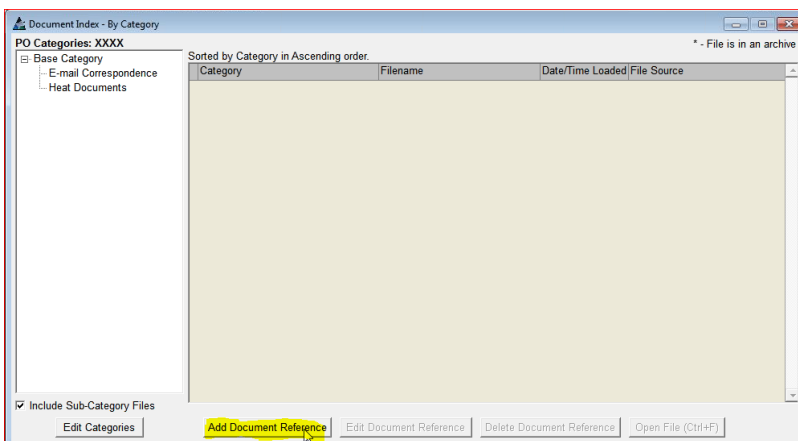 Document Index - By Category
PO Categories: XXXX
* - File is in an archive
Base Category
E-mail Correspondence
Heat Documents
Sorted by Category in Ascending order.
Category Filename Date/Time Loaded File Source
Include Sub-Category Files
Edit Categories Add Document Reference Edit Document Reference Delete Document Reference Open File (Ctrl+F)